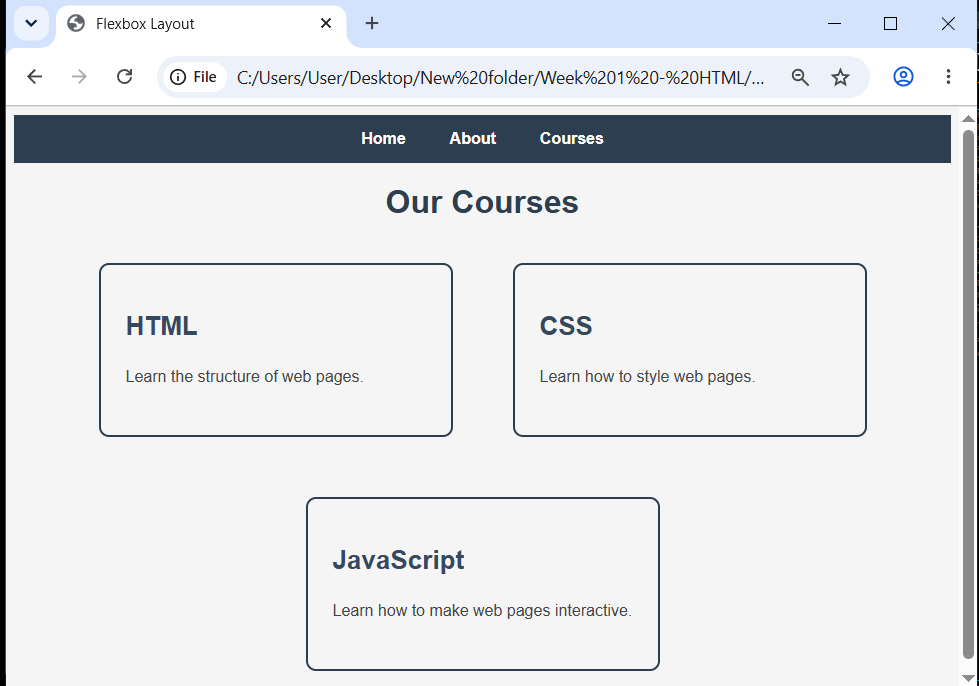 Flexbox Layout
File C:/Users/User/Desktop/New%20folder/Week%201%20-%20HTML/...
Home About Courses
Our Courses
HTML
Learn the structure of web pages.
CSS
Learn how to style web pages.
JavaScript
Learn how to make web pages interactive.